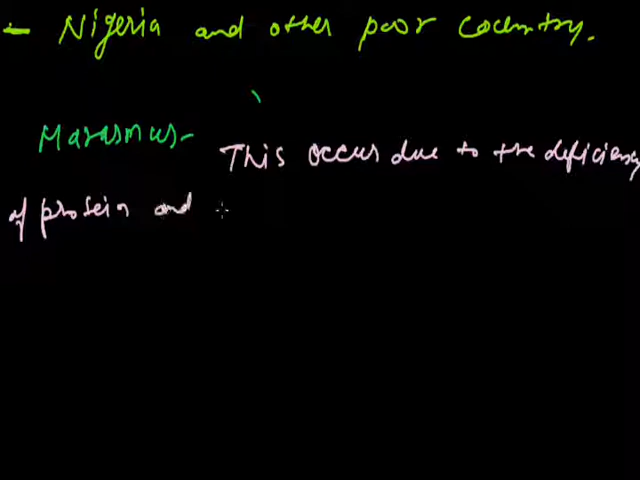 - Nigeria and other poor country.
Marasmus- This occur due to the deficiency
of protein and